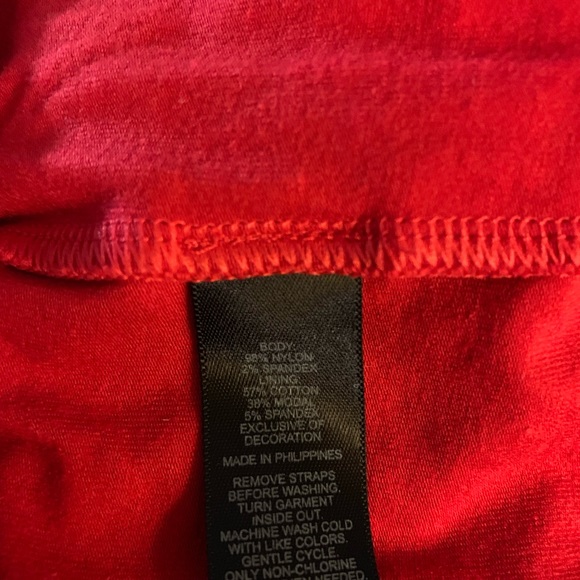 BODY:
98% NYLON
2% SPANDEX
LINING:
57% COTTON
38% MODAL
5% SPANDEX
EXCLUSIVE OF
DECORATION
MADE IN PHILIPPINES
REMOVE STRAPS
BEFORE WASHING.
TURN GARMENT
INSIDE OUT.
MACHINE WASH COLD
WITH LIKE COLORS.
GENTLE CYCLE.
ONLY NON-CHLORINE
NEEDED